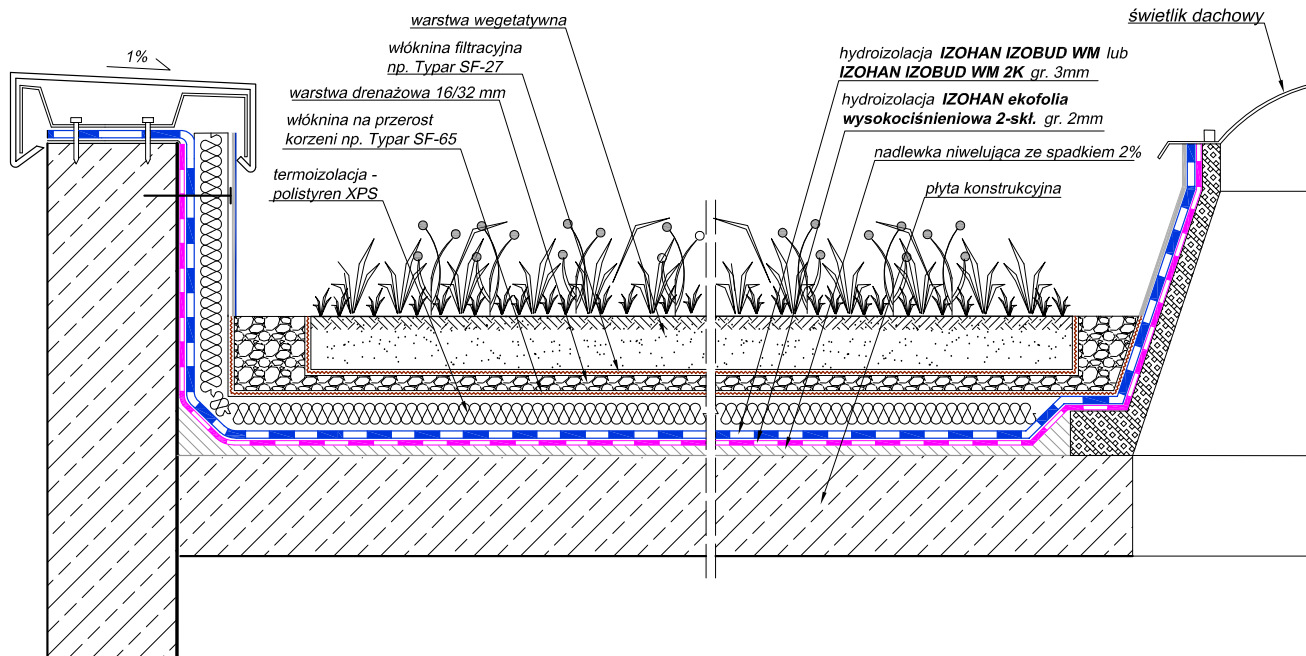 1%
warstwa wegetatywna
włóknina filtracyjna
np. Typar SF-27
warstwa drenażowa 16/32 mm
włóknina na przerost
korzeni np. Typar SF-65
termoizolacja -
polistyren XPS
hydroizolacja IZOHAN IZOBUD WM lub
IZOHAN IZOBUD WM 2K gr. 3mm
hydroizolacja IZOHAN ekofolia
wysokociśnieniowa 2-skł. gr. 2mm
nadlewka niwelująca ze spadkiem 2%
płyta konstrukcyjna
świetlik dachowy